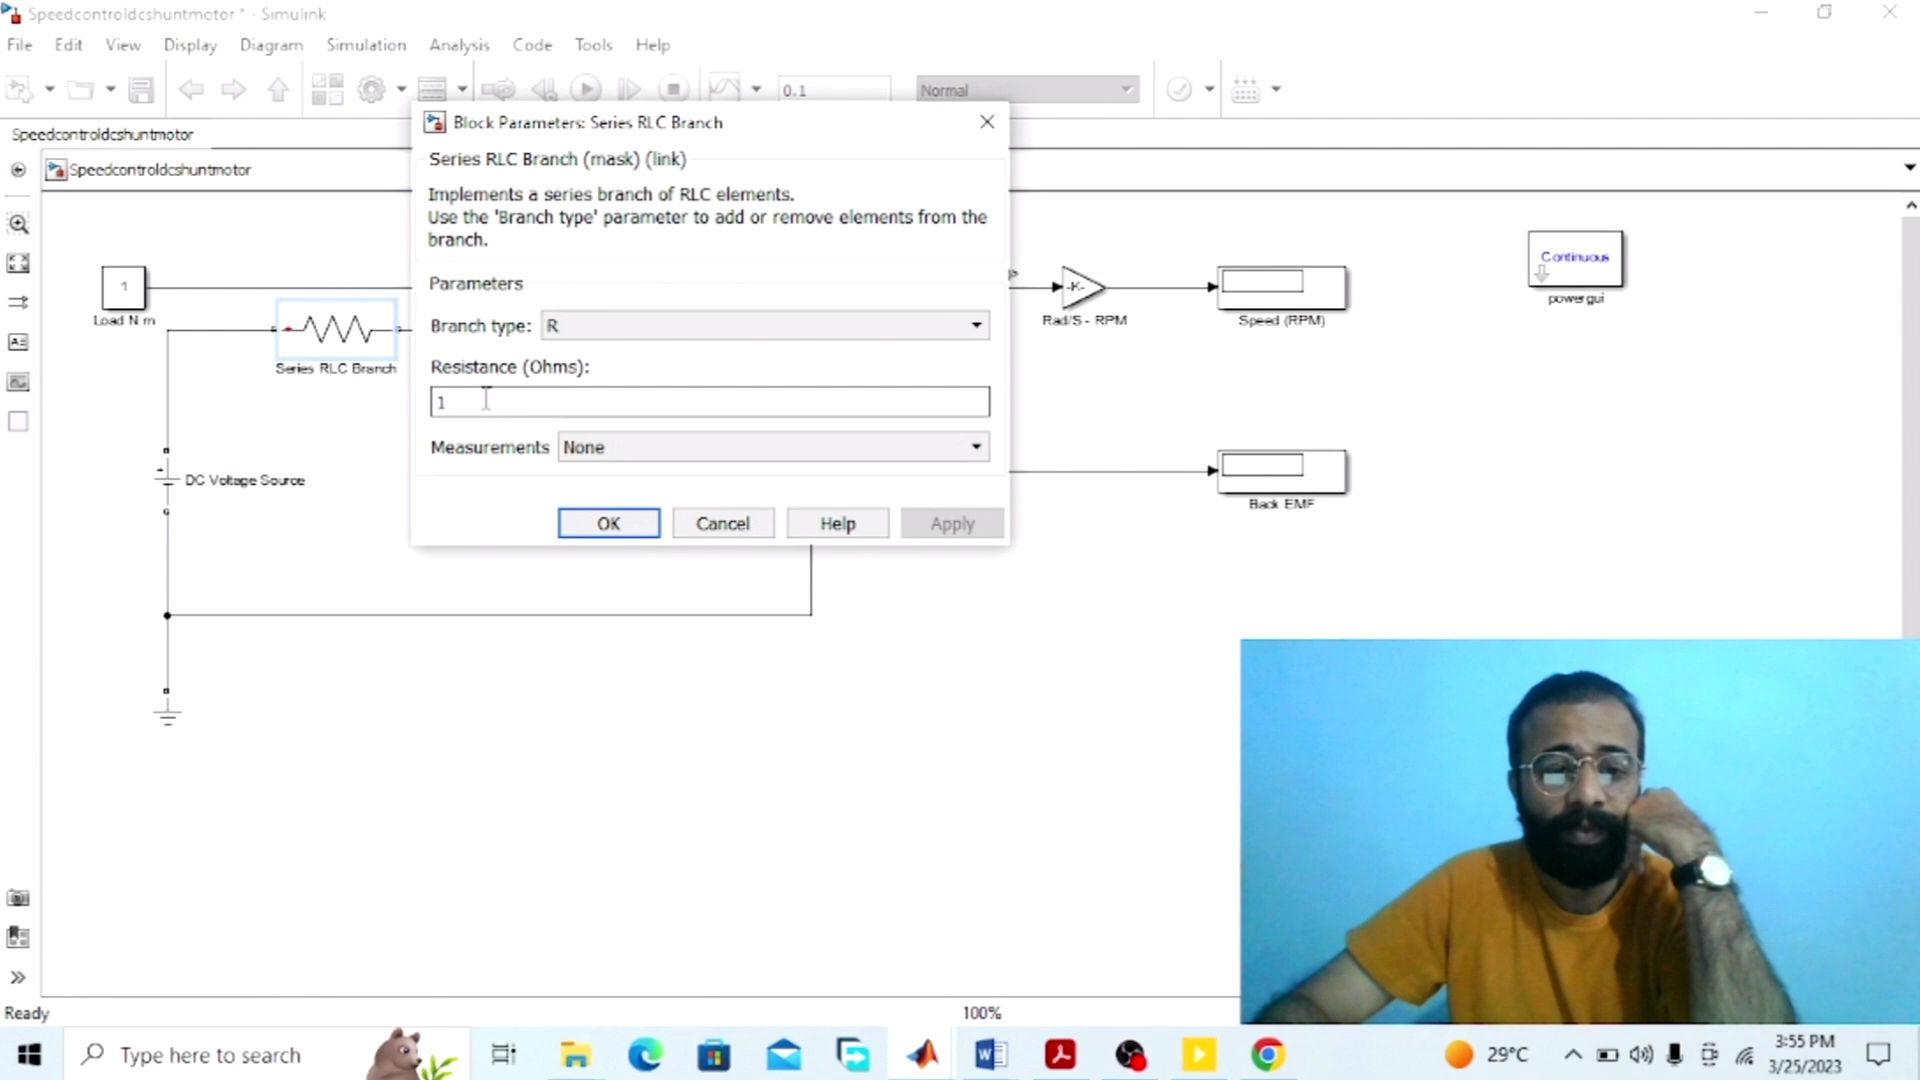 Speedcontroldcshuntmotor * - Simulink
File Edit View Display Diagram Simulation Analysis Code Tools Help
0.1 Normal
Speedcontroldcshuntmotor
Speedcontroldcshuntmotor
Block Parameters: Series RLC Branch
Series RLC Branch (mask) (link)
Implements a series branch of RLC elements.
Use the 'Branch type' parameter to add or remove elements from the
branch.
Parameters
Branch type: R
Resistance (Ohms):
1
Measurements None
OK Cancel Help Apply
1
Load N m
Series RLC Branch
DC Voltage Source
-K-
Rad/S - RPM
Speed (RPM)
Continuous
powergui
Back EMF
Ready
100%
Type here to search
29°C
3:55 PM
3/25/2023